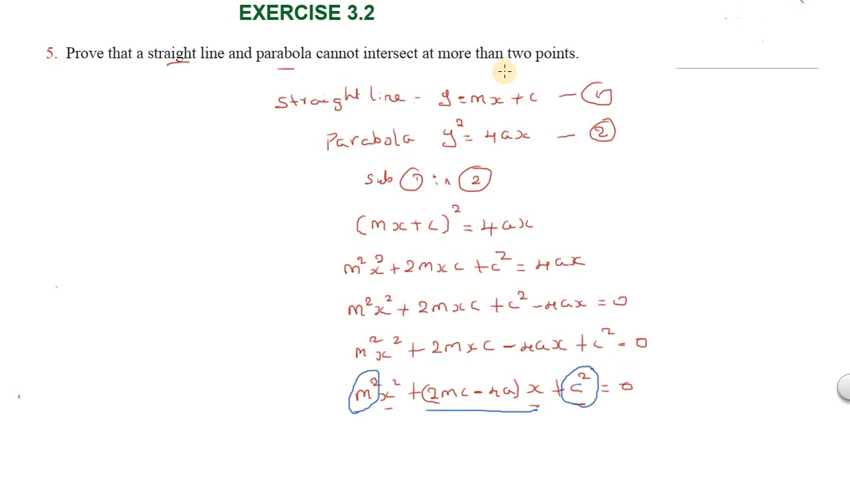 EXERCISE 3.2
5. Prove that a straight line and parabola cannot intersect at more than two points.
Straight line - y = mx + c — ①
Parabola y² = 4ax — ②
Sub ① in ②
(mx + c)² = 4ax
m²x² + 2mxc + c² = 4ax
m²x² + 2mxc + c² - 4ax = 0
m²x² + 2mxc - 4ax + c² = 0
m²x² + (2mc - 4a)x + c² = 0